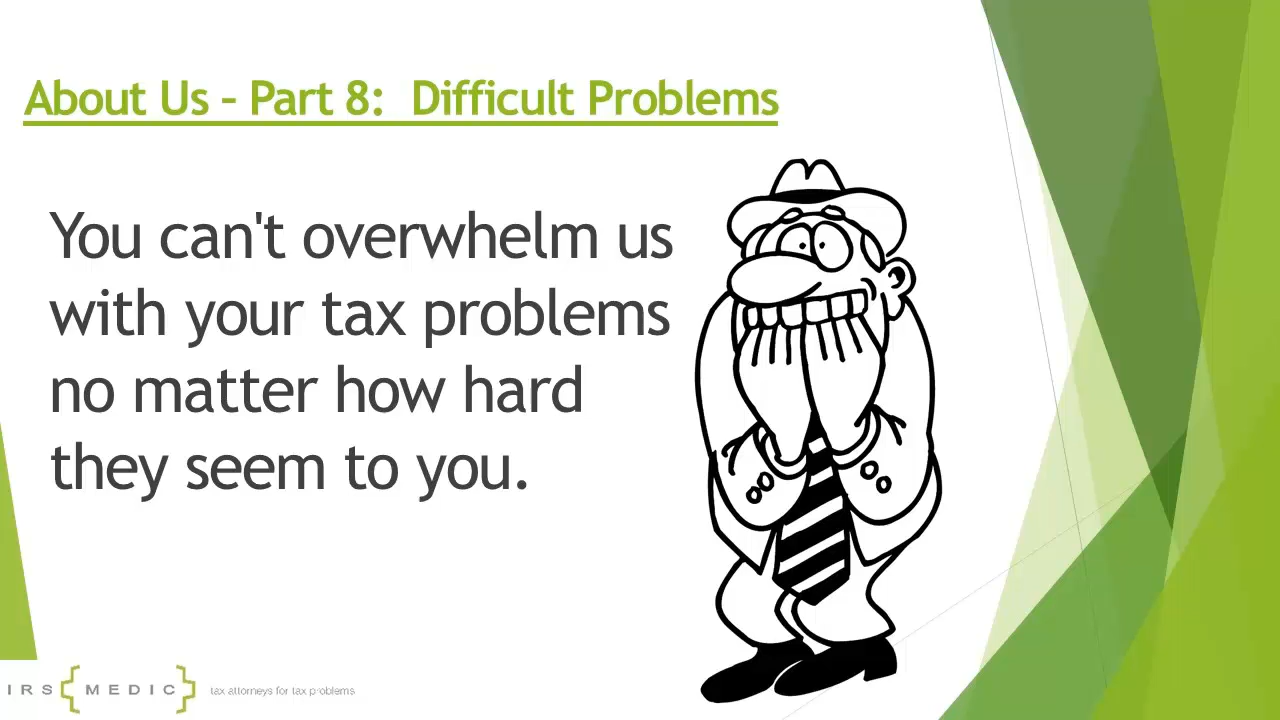 About Us – Part 8:  Difficult Problems
You can't overwhelm us
with your tax problems
no matter how hard
they seem to you.
IRS{MEDIC} tax attorneys for tax problems